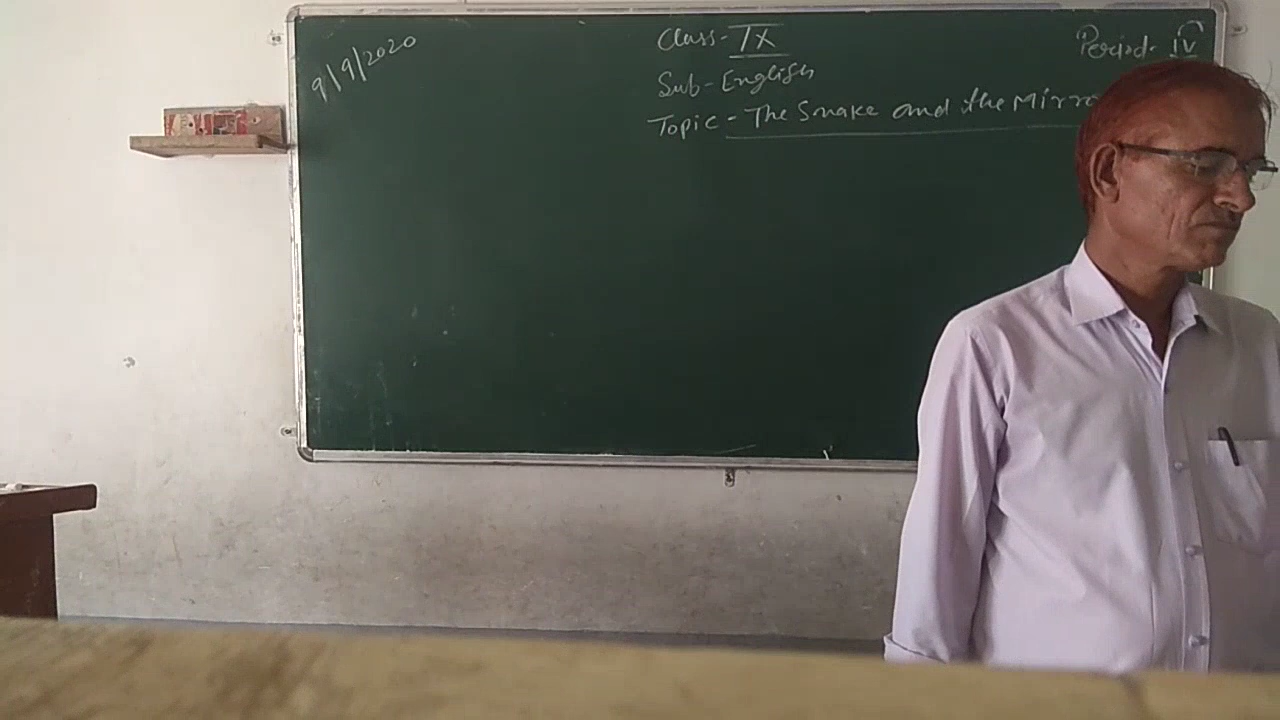 9/9/2020
Class- IX
Period- IV
Sub- English
Topic - The Snake and the Mirro